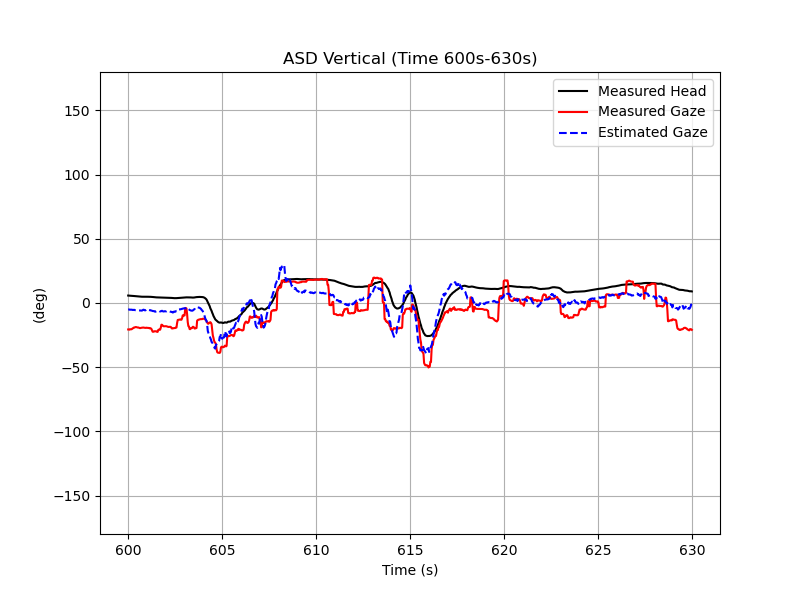 ASD Vertical (Time 600s-630s)
Measured Head
Measured Gaze
Estimated Gaze
150
100
50
0
−50
−100
−150
(deg)
600 605 610 615 620 625 630
Time (s)